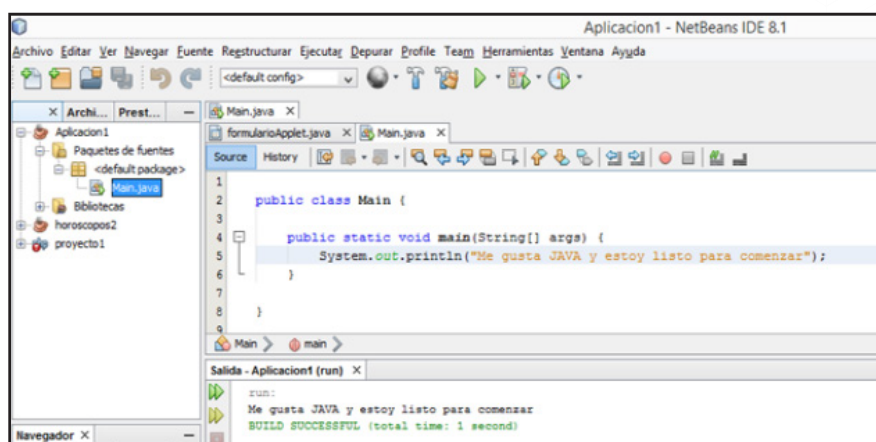 Aplicacion1 - NetBeans IDE 8.1
Archivo Editar Ver Navegar Fuente Reestructurar Ejecutar Depurar Profile Team Herramientas Ventana Ayuda
<default config>
Archi... Prest...
Main.java
Aplicacion1
formularioApplet.java Main.java
Paquetes de fuentes
Source History
<default package>
Main.java
Bibliotecas
horoscopos2
proyecto1
1
2 public class Main {
3
4 public static void main(String[] args) {
5 System.out.println("Me gusta JAVA y estoy listo para comenzar");
6 }
7
8 }
9
Main main
Salida - Aplicacion1 (run)
run:
Me gusta JAVA y estoy listo para comenzar
BUILD SUCCESSFUL (total time: 1 second)
Navegador